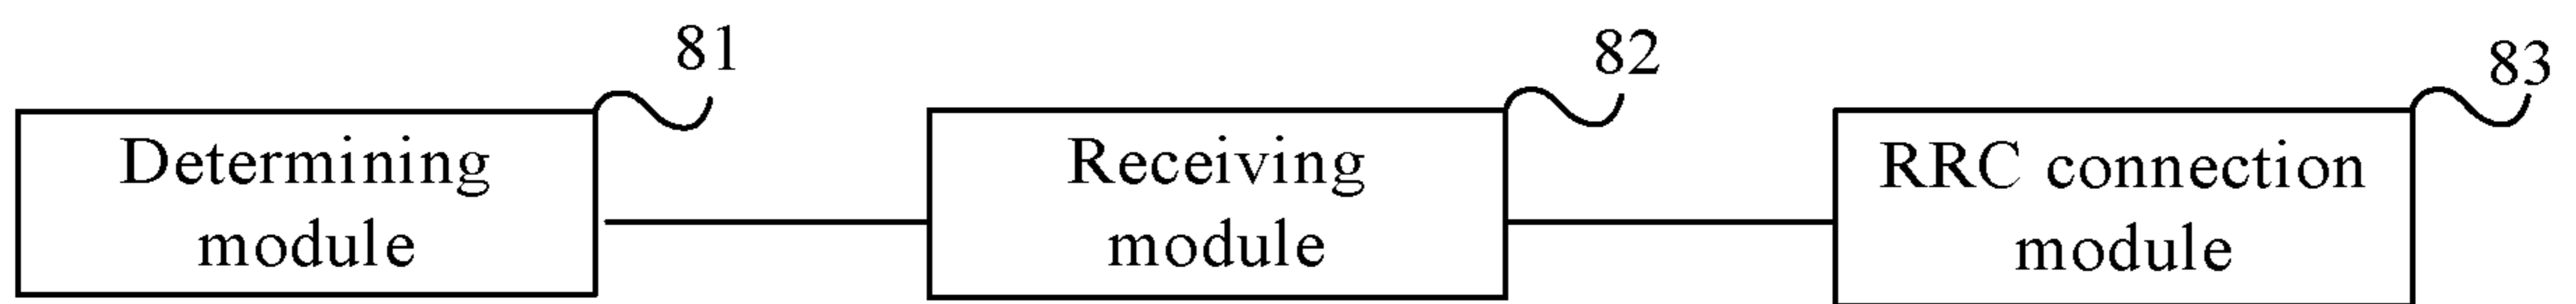 81
82
83
Determining
module
Receiving
module
RRC connection
module